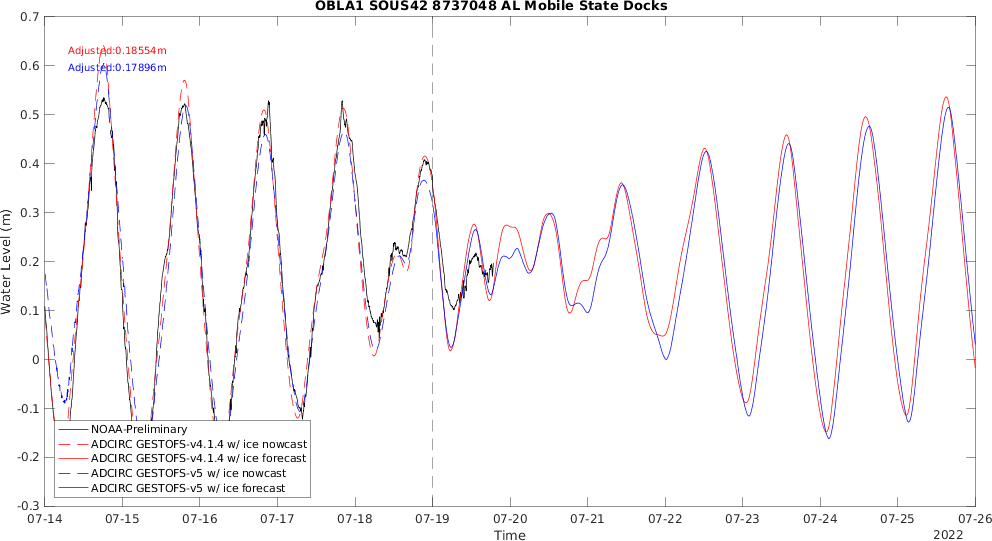 OBLA1 SOUS42 8737048 AL Mobile State Docks
Adjusted:0.18554m
Adjusted:0.17896m
Water Level (m)
0.7
0.6
0.5
0.4
0.3
0.2
0.1
0
-0.1
-0.2
-0.3
NOAA-Preliminary
ADCIRC GESTOFS-v4.1.4 w/ ice nowcast
ADCIRC GESTOFS-v4.1.4 w/ ice forecast
ADCIRC GESTOFS-v5 w/ ice nowcast
ADCIRC GESTOFS-v5 w/ ice forecast
07-14 07-15 07-16 07-17 07-18 07-19 07-20 07-21 07-22 07-23 07-24 07-25 07-26
Time
2022